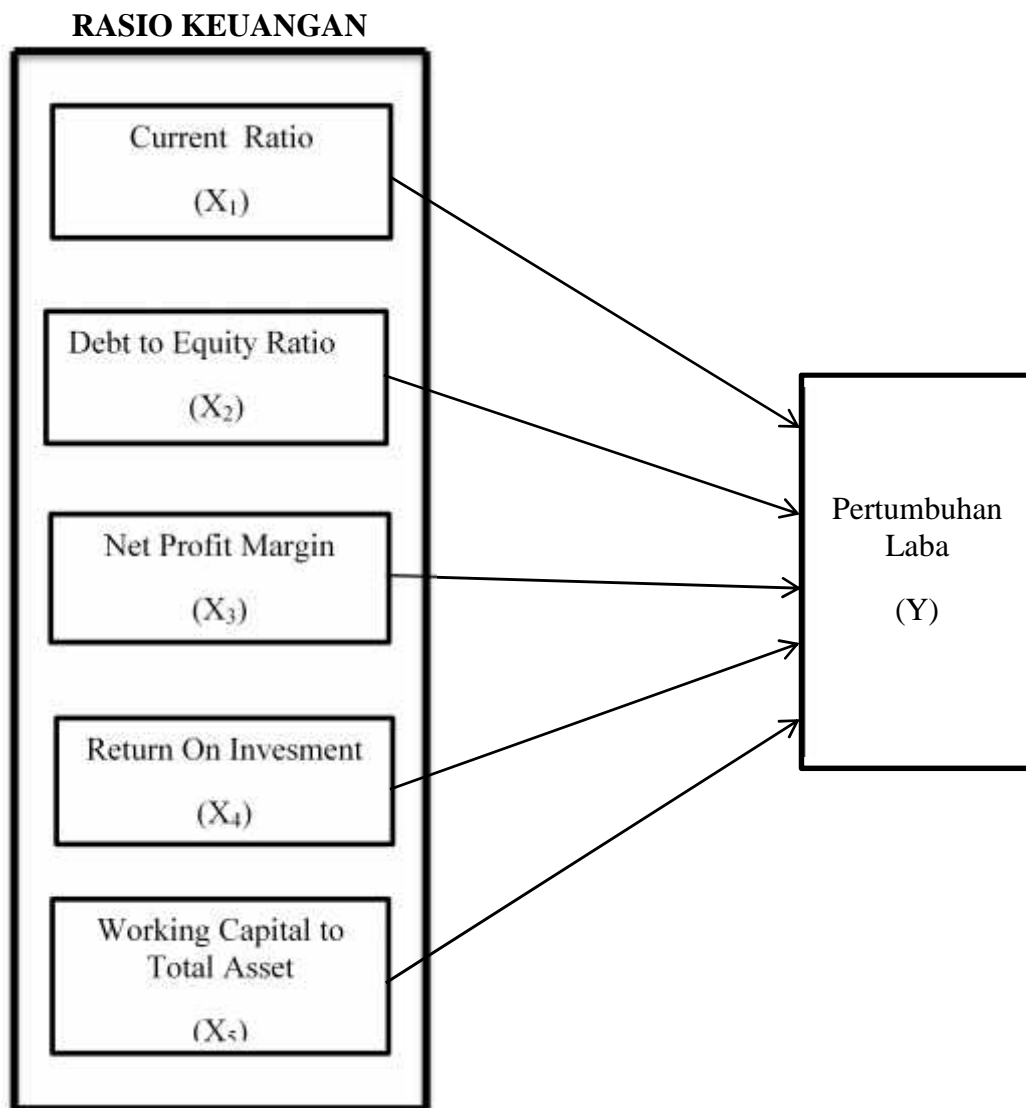 RASIO KEUANGAN
Current Ratio
(X₁)
Debt to Equity Ratio
(X₂)
Net Profit Margin
(X₃)
Return On Invesment
(X₄)
Working Capital to
Total Asset
(X₅)
Pertumbuhan
Laba
(Y)